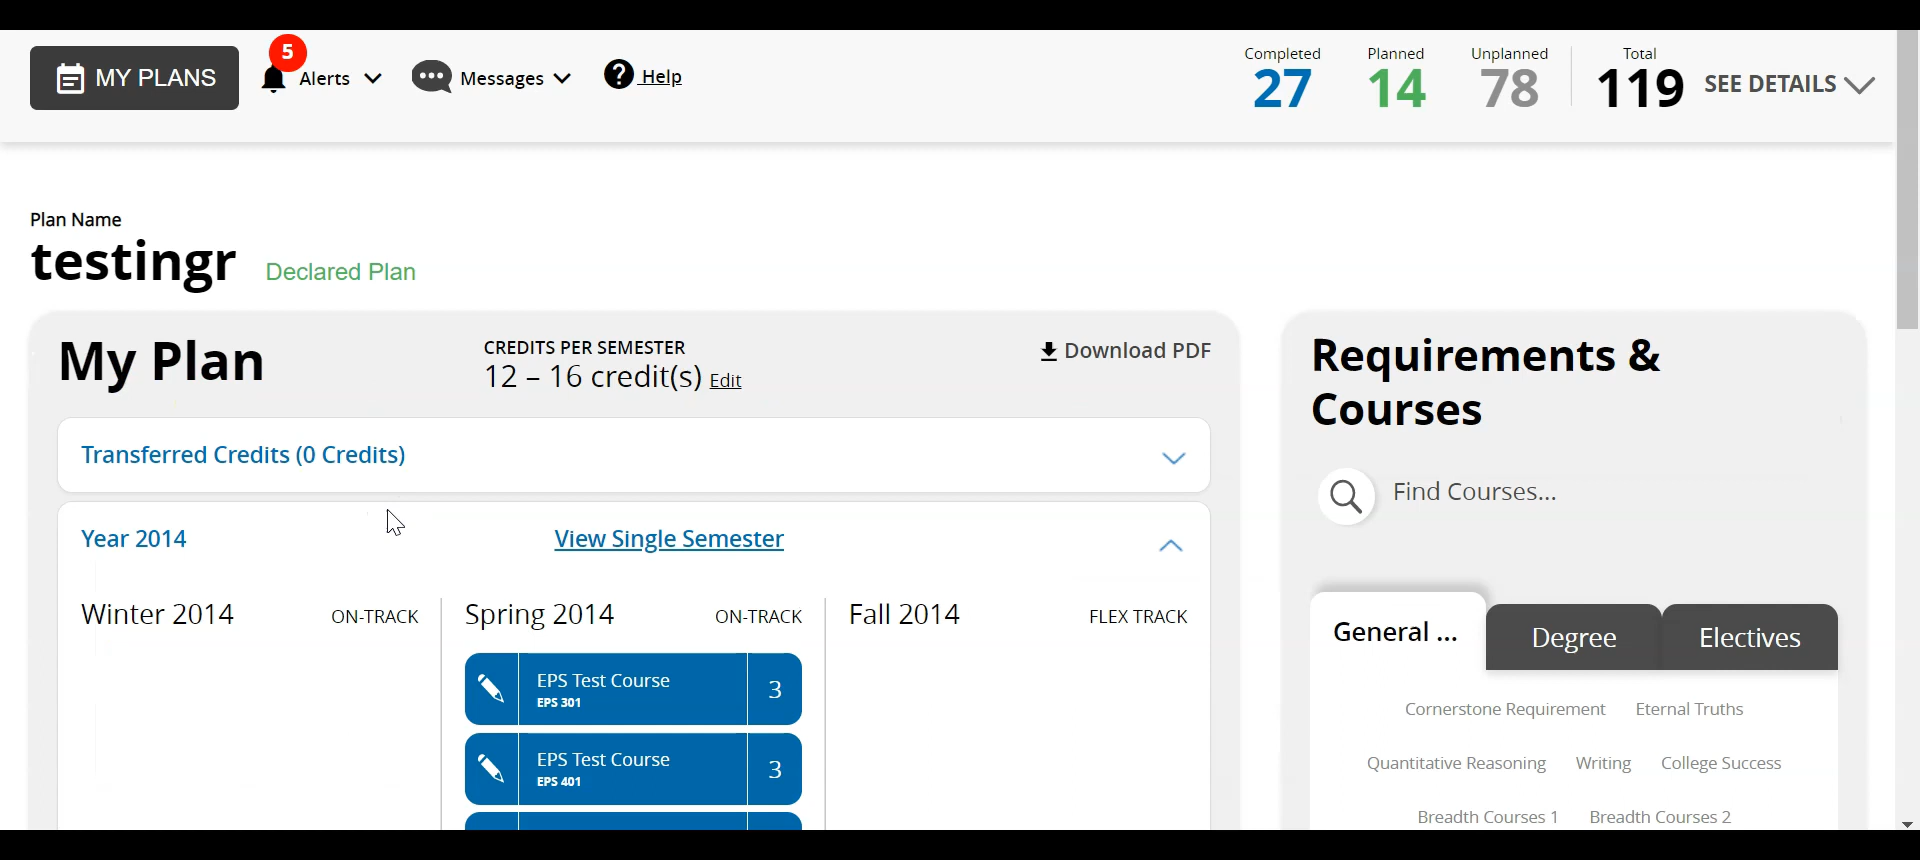 MY PLANS
5
Alerts
Messages
Help
Completed
27
Planned
14
Unplanned
78
Total
119
SEE DETAILS
Plan Name
testingr
Declared Plan
My Plan
CREDITS PER SEMESTER
12 – 16 credit(s) Edit
Download PDF
Transferred Credits (0 Credits)
Year 2014
View Single Semester
Winter 2014
ON-TRACK
Spring 2014
ON-TRACK
Fall 2014
FLEX TRACK
EPS Test Course
EPS 301
3
EPS Test Course
EPS 401
3
Requirements &
Courses
Find Courses...
General ...
Degree
Electives
Cornerstone Requirement
Eternal Truths
Quantitative Reasoning
Writing
College Success
Breadth Courses 1
Breadth Courses 2